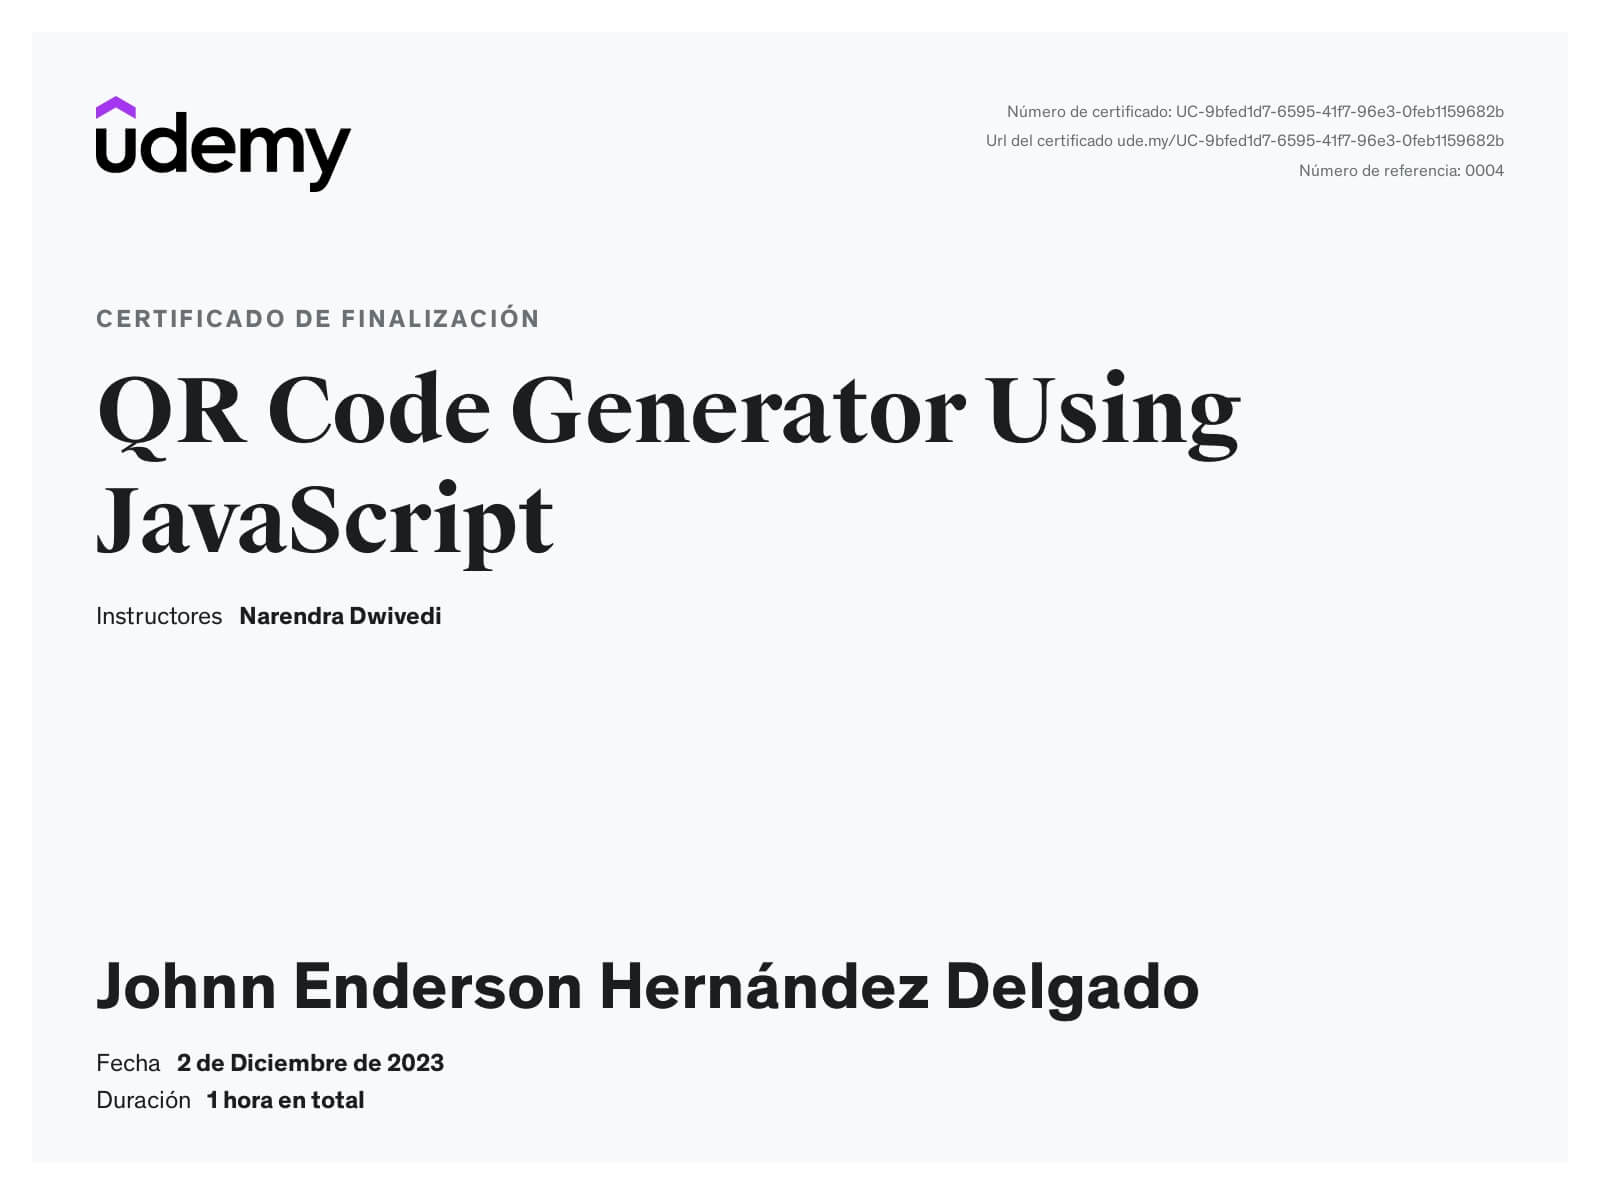 udemy
Número de certificado: UC-9bfed1d7-6595-41f7-96e3-0feb1159682b
Url del certificado ude.my/UC-9bfed1d7-6595-41f7-96e3-0feb1159682b
Número de referencia: 0004
CERTIFICADO DE FINALIZACIÓN
QR Code Generator Using
JavaScript
Instructores Narendra Dwivedi
Johnn Enderson Hernández Delgado
Fecha 2 de Diciembre de 2023
Duración 1 hora en total